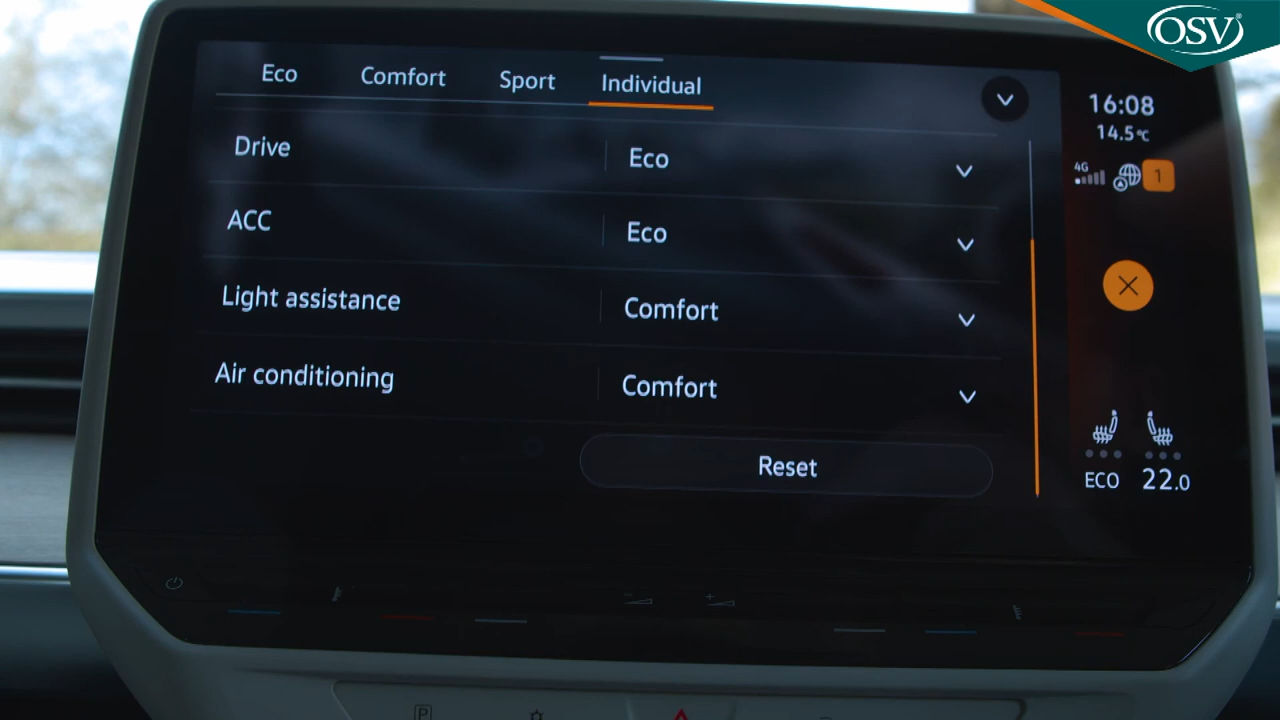 OSV®
Eco Comfort Sport Individual
16:08
14.5°C
4G
1
Drive Eco
ACC Eco
Light assistance Comfort
Air conditioning Comfort
Reset
ECO 22.0
P